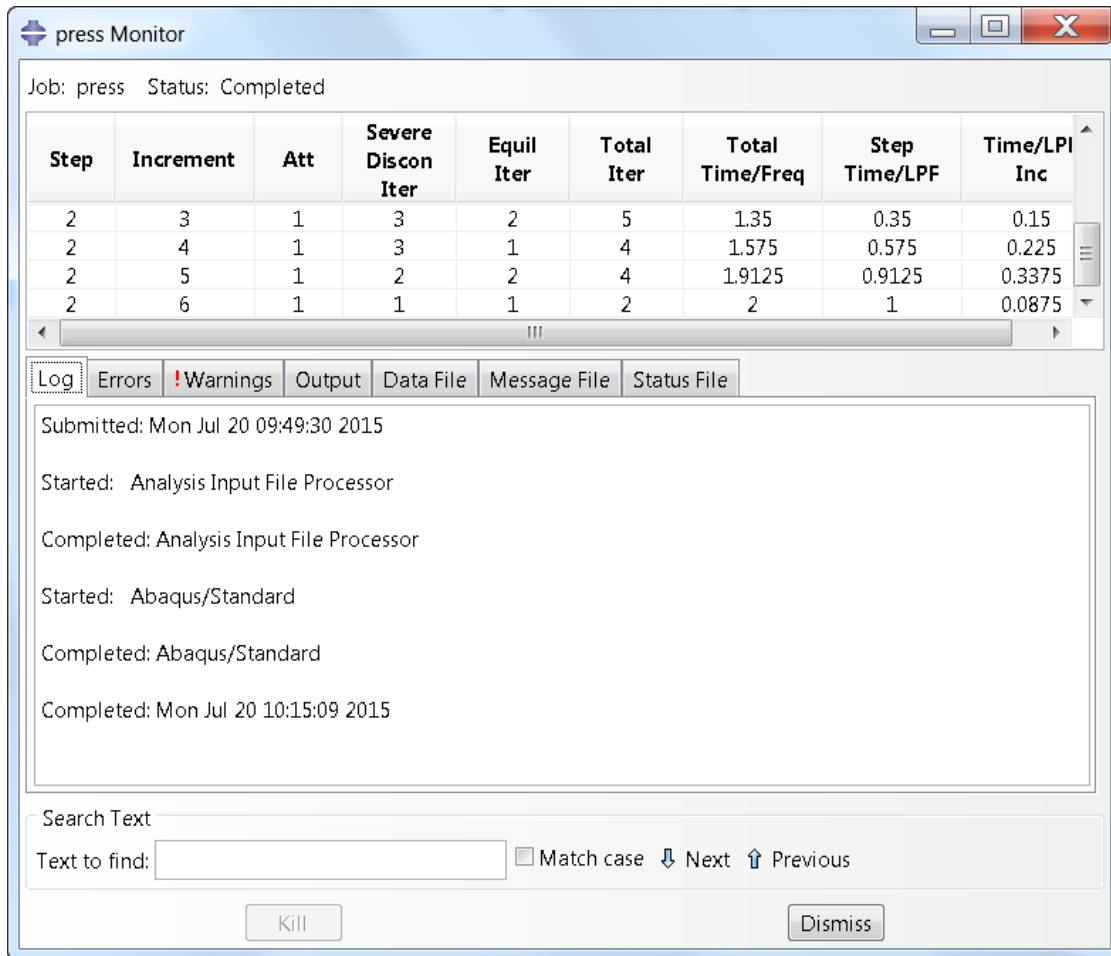 press Monitor
Job: press Status: Completed
Step Increment Att Severe Discon Iter Equil Iter Total Iter Total Time/Freq Step Time/LPF Time/LPF Inc
2 3 1 3 2 5 1.35 0.35 0.15
2 4 1 3 1 4 1.575 0.575 0.225
2 5 1 2 2 4 1.9125 0.9125 0.3375
2 6 1 1 1 2 2 1 0.0875
Log Errors !Warnings Output Data File Message File Status File
Submitted: Mon Jul 20 09:49:30 2015
Started: Analysis Input File Processor
Completed: Analysis Input File Processor
Started: Abaqus/Standard
Completed: Abaqus/Standard
Completed: Mon Jul 20 10:15:09 2015
Search Text
Text to find: Match case Next Previous
Kill Dismiss